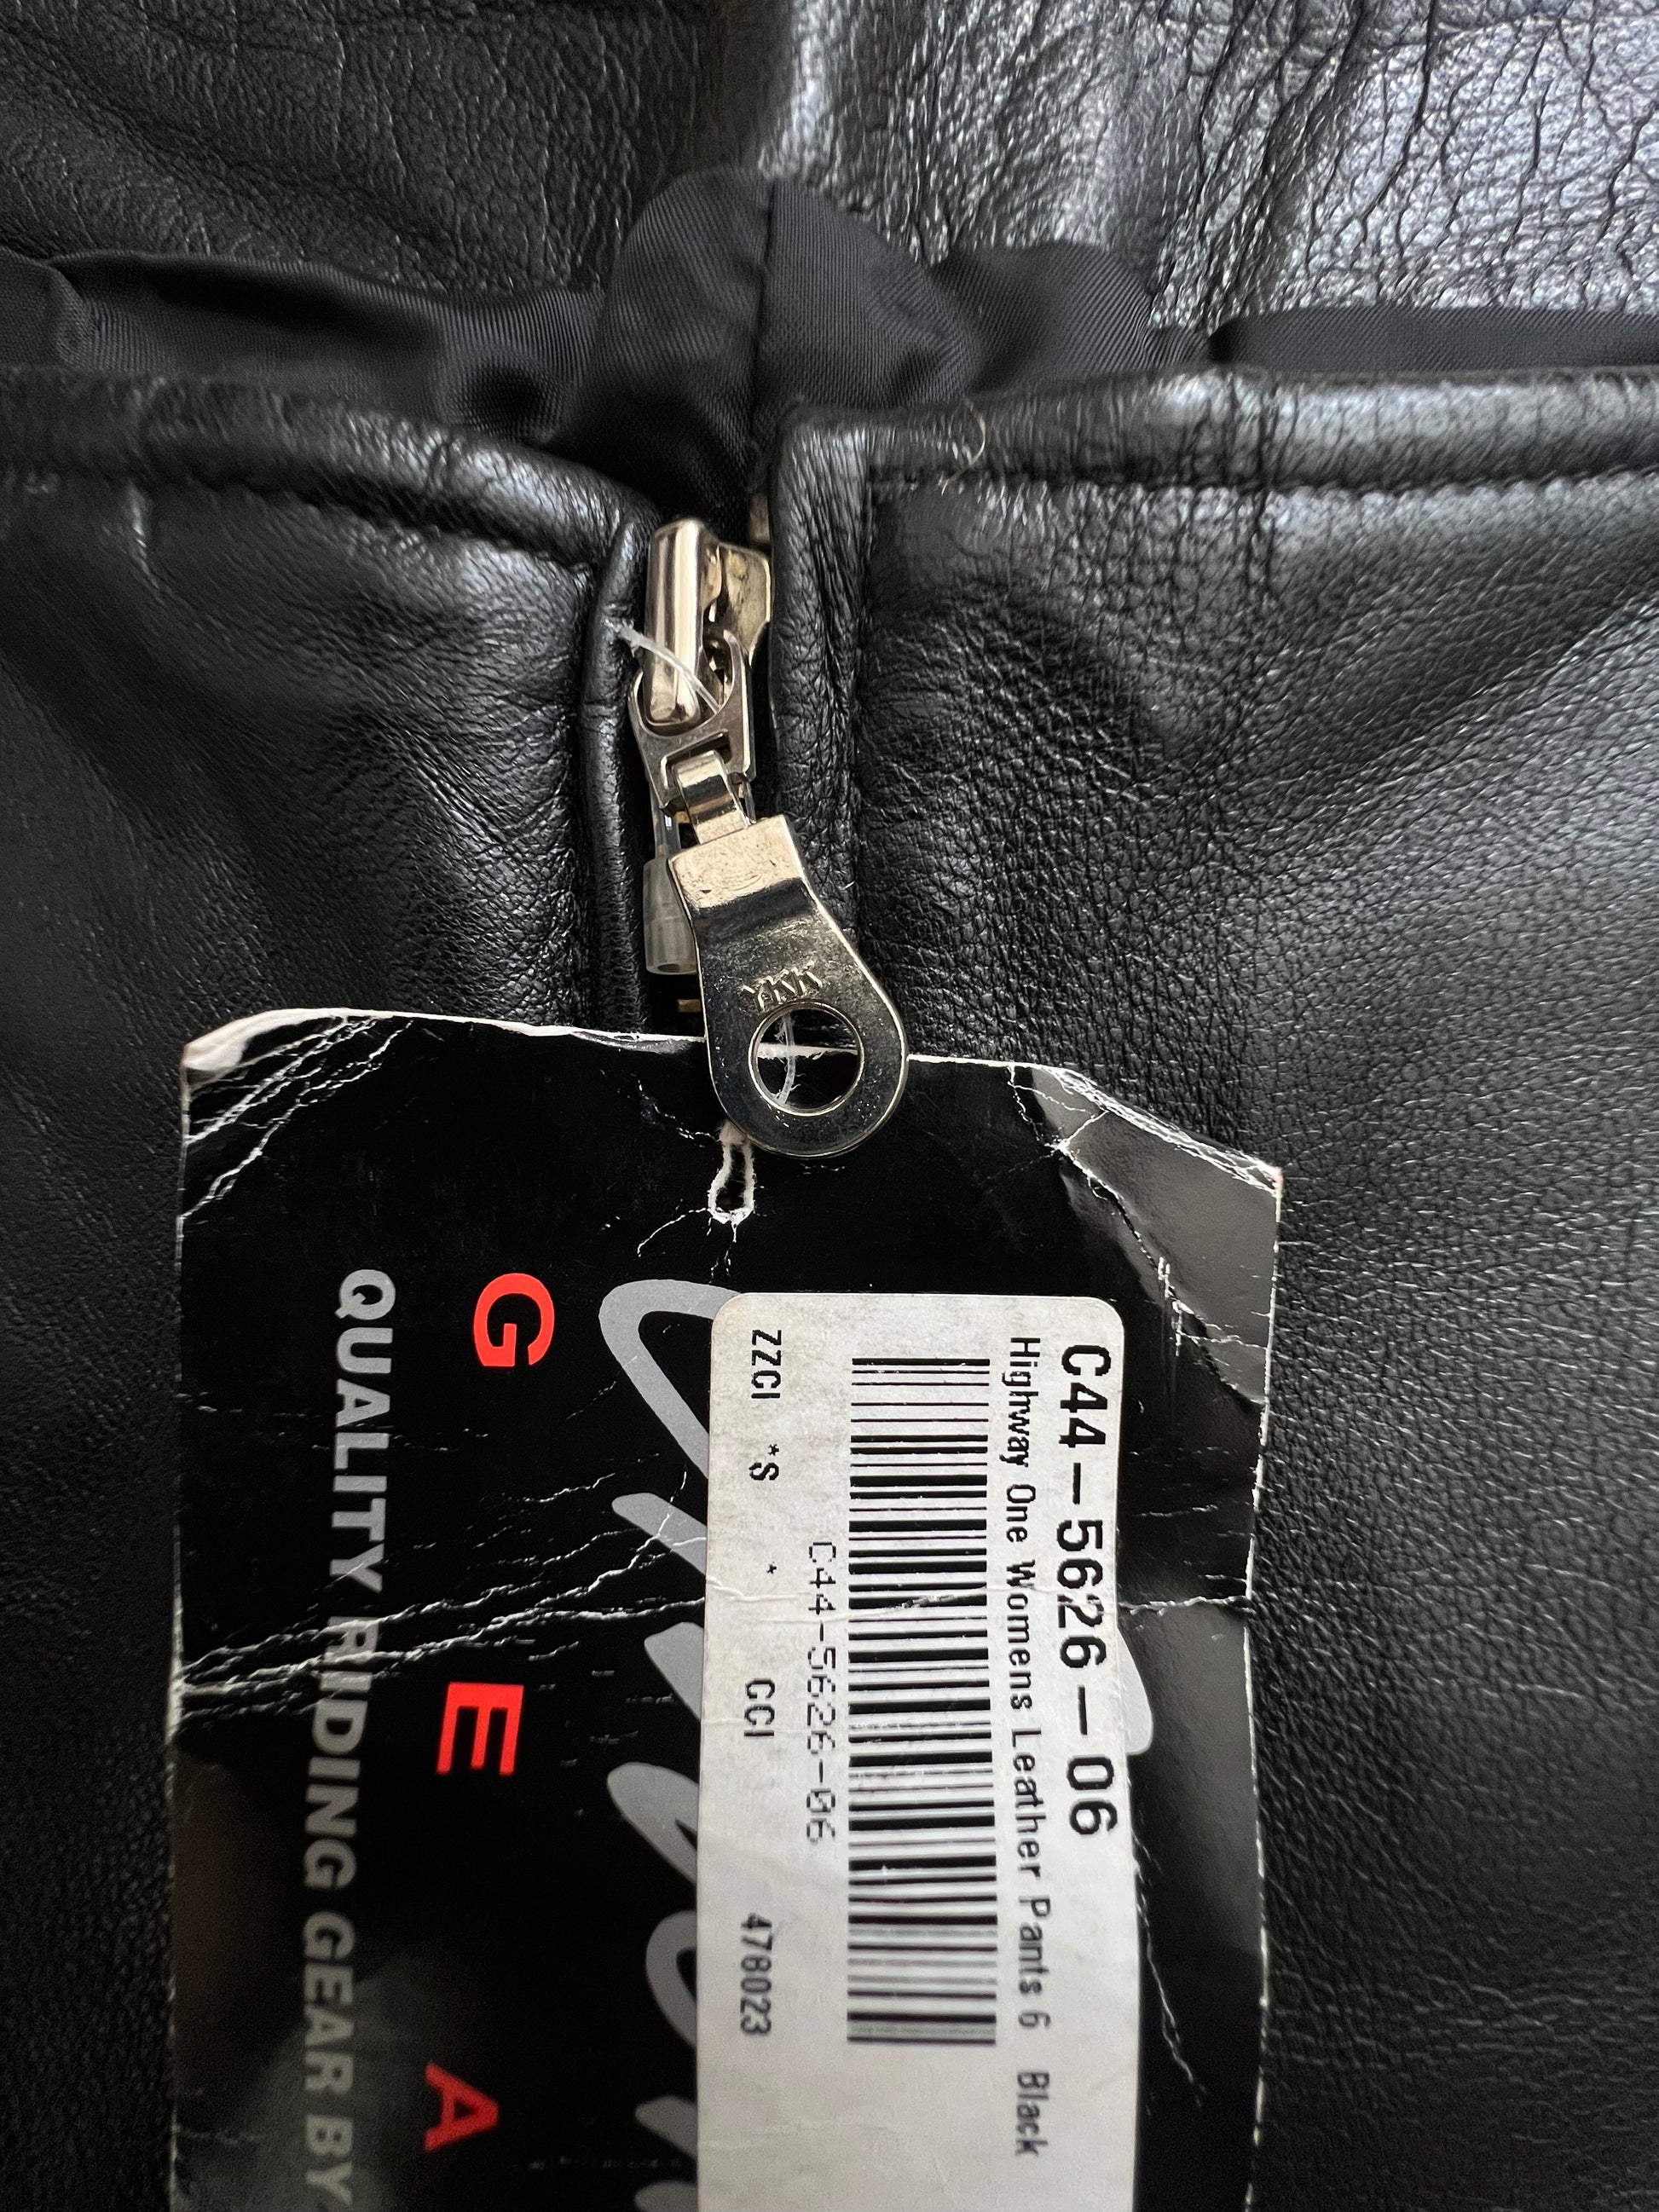 YKK
C44-5626-06
Highway One Womens Leather Pants 6 Black
C44-5626-06
ZZCI *S * GCI 478023
G E A
QUALITY RIDING GEAR BY